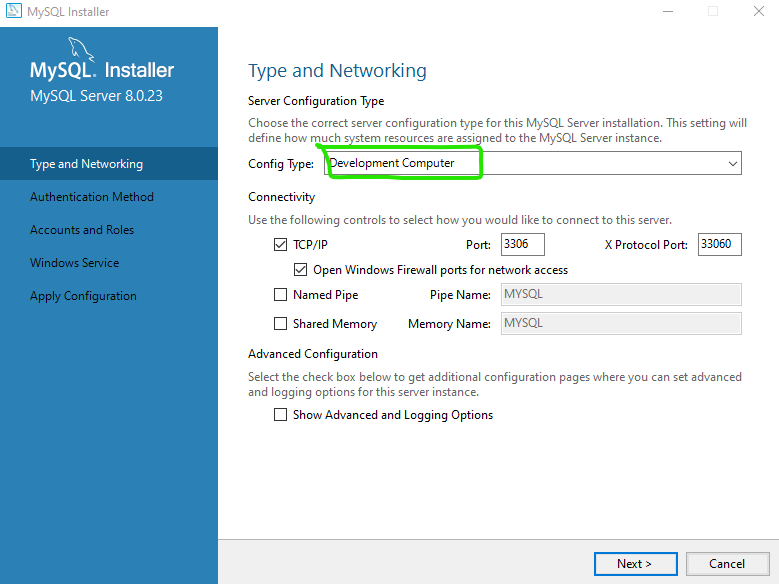 MySQL Installer
MySQL. Installer
MySQL Server 8.0.23
Type and Networking
Authentication Method
Accounts and Roles
Windows Service
Apply Configuration
Type and Networking
Server Configuration Type
Choose the correct server configuration type for this MySQL Server installation. This setting will
define how much system resources are assigned to the MySQL Server instance.
Config Type: Development Computer
Connectivity
Use the following controls to select how you would like to connect to this server.
TCP/IP Port: 3306 X Protocol Port: 33060
Open Windows Firewall ports for network access
Named Pipe Pipe Name: MYSQL
Shared Memory Memory Name: MYSQL
Advanced Configuration
Select the check box below to get additional configuration pages where you can set advanced
and logging options for this server instance.
Show Advanced and Logging Options
Next > Cancel